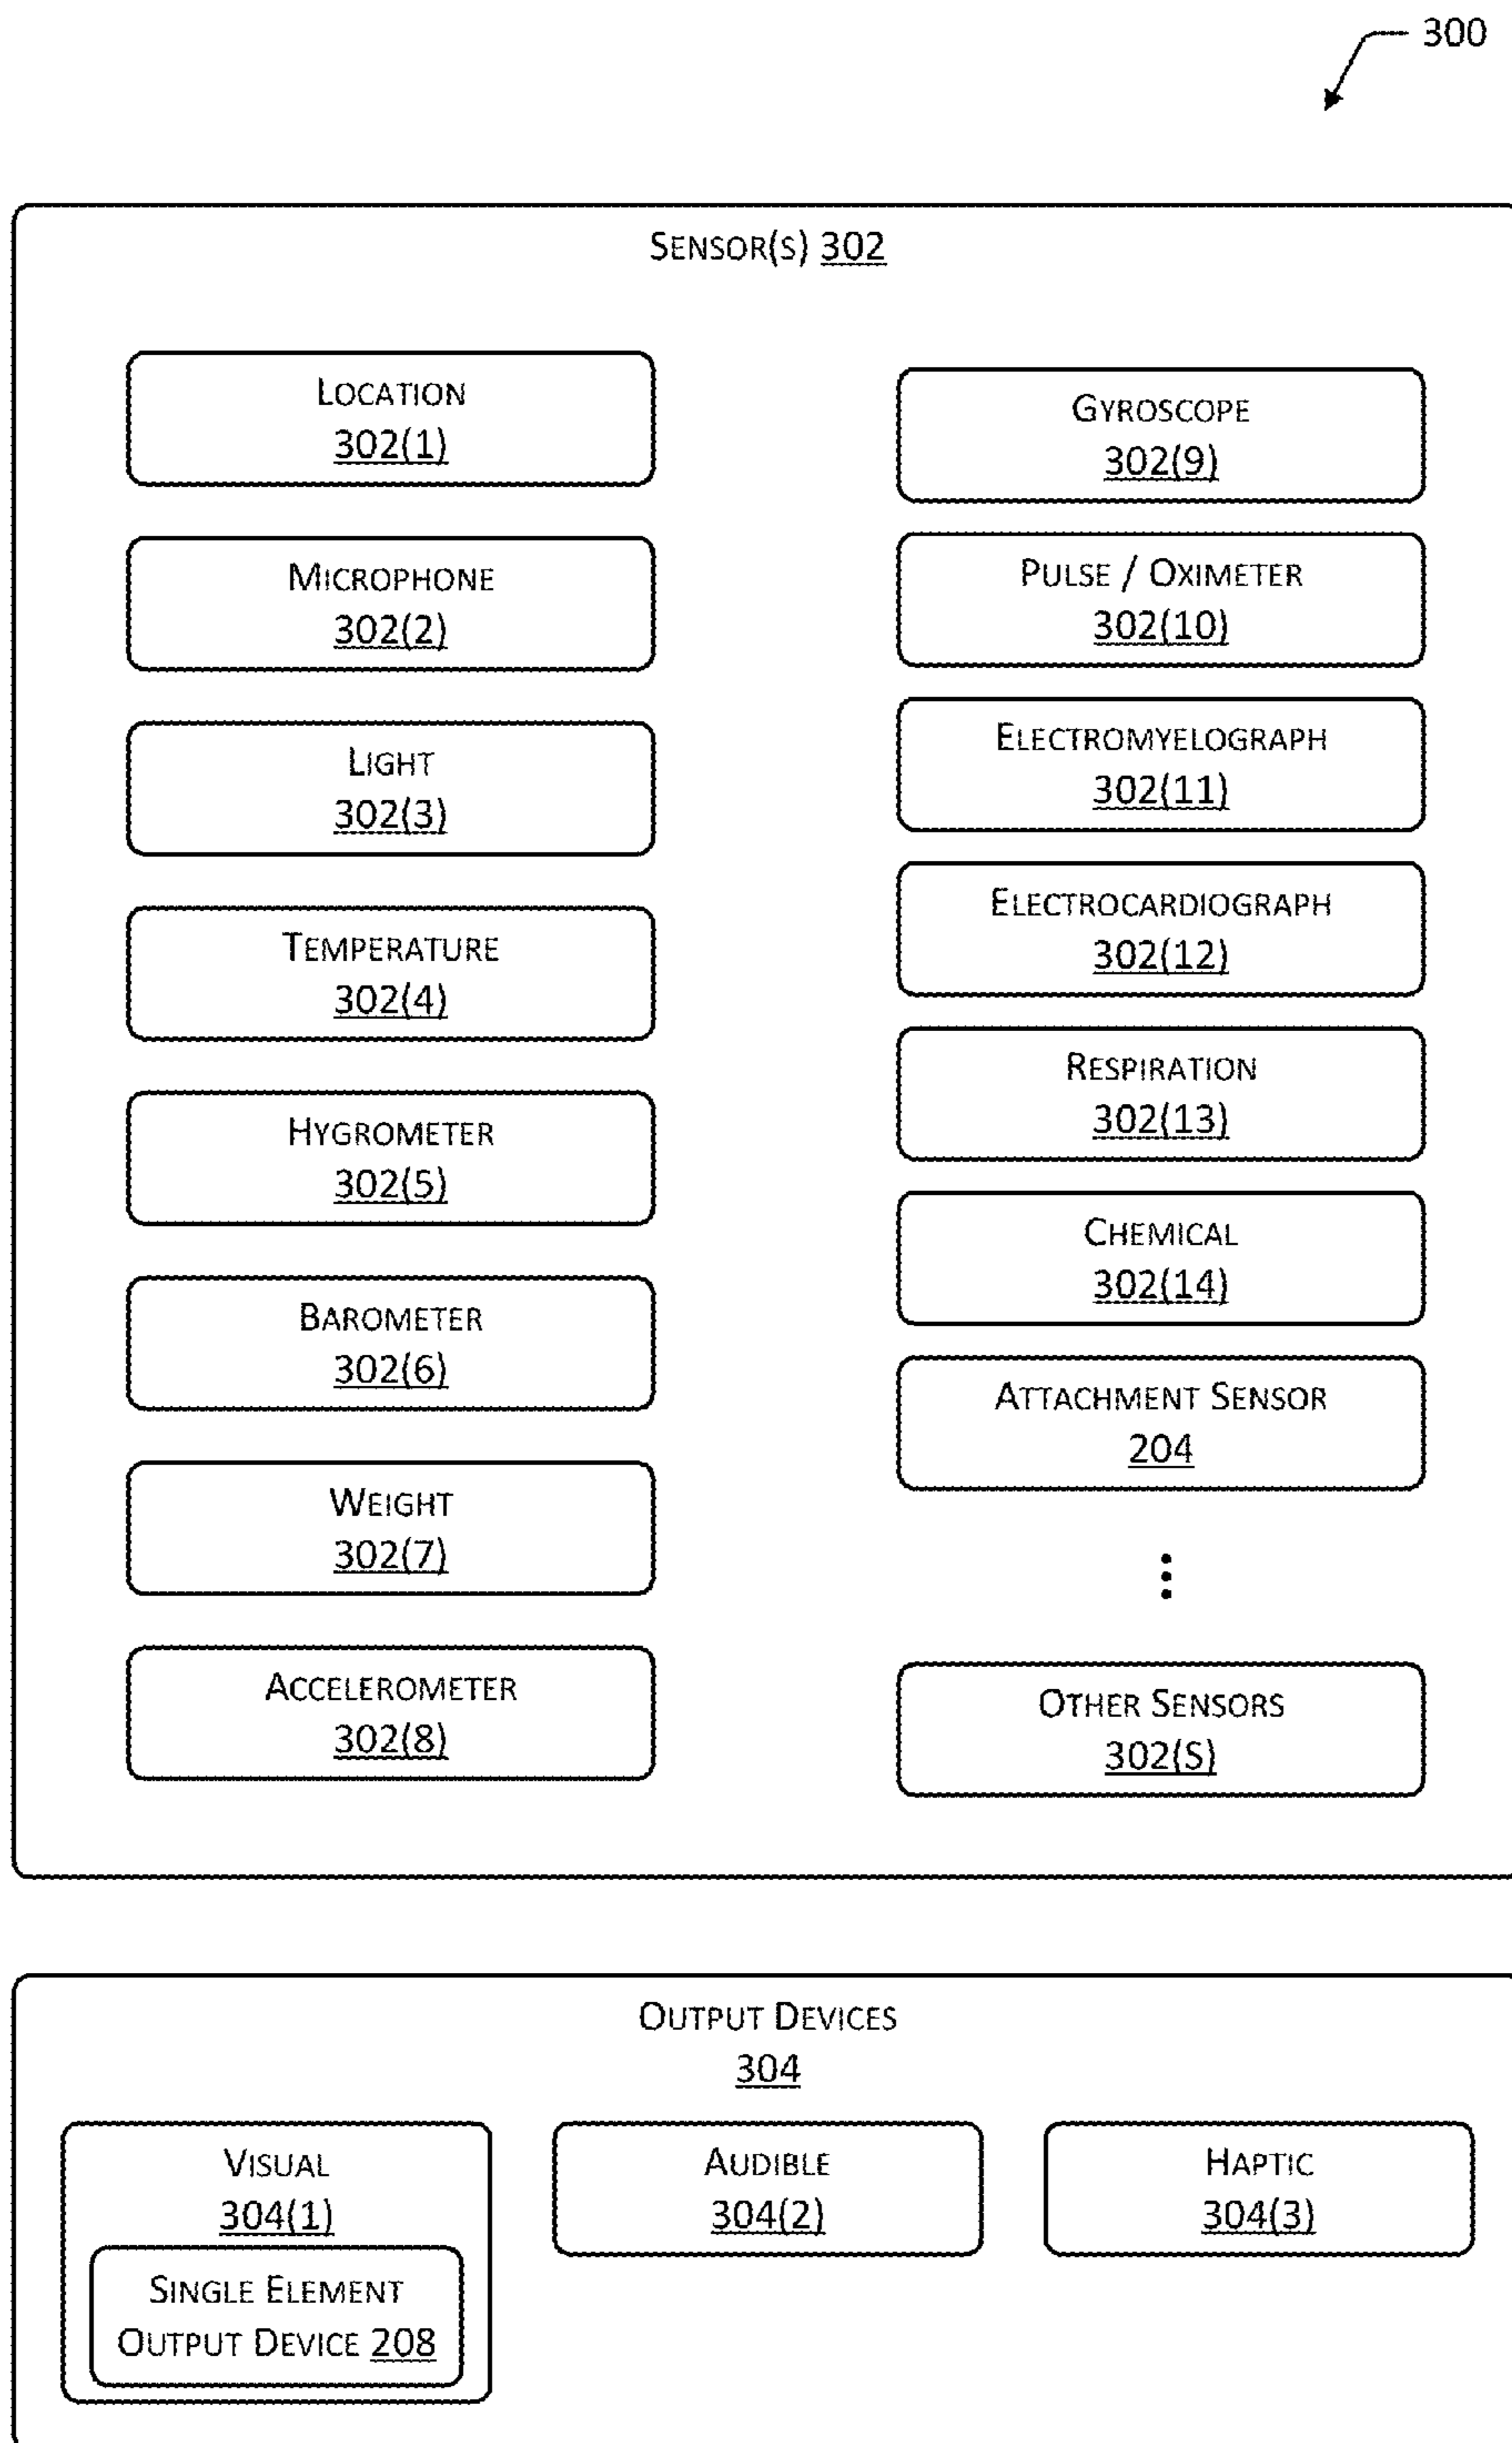 300
SENSOR(S) 302
LOCATION
302(1)
MICROPHONE
302(2)
LIGHT
302(3)
TEMPERATURE
302(4)
HYGROMETER
302(5)
BAROMETER
302(6)
WEIGHT
302(7)
ACCELEROMETER
302(8)
GYROSCOPE
302(9)
PULSE / OXIMETER
302(10)
ELECTROMYELOGRAPH
302(11)
ELECTROCARDIOGRAPH
302(12)
RESPIRATION
302(13)
CHEMICAL
302(14)
ATTACHMENT SENSOR
204
OTHER SENSORS
302(S)
OUTPUT DEVICES
304
VISUAL
304(1)
SINGLE ELEMENT
OUTPUT DEVICE 208
AUDIBLE
304(2)
HAPTIC
304(3)